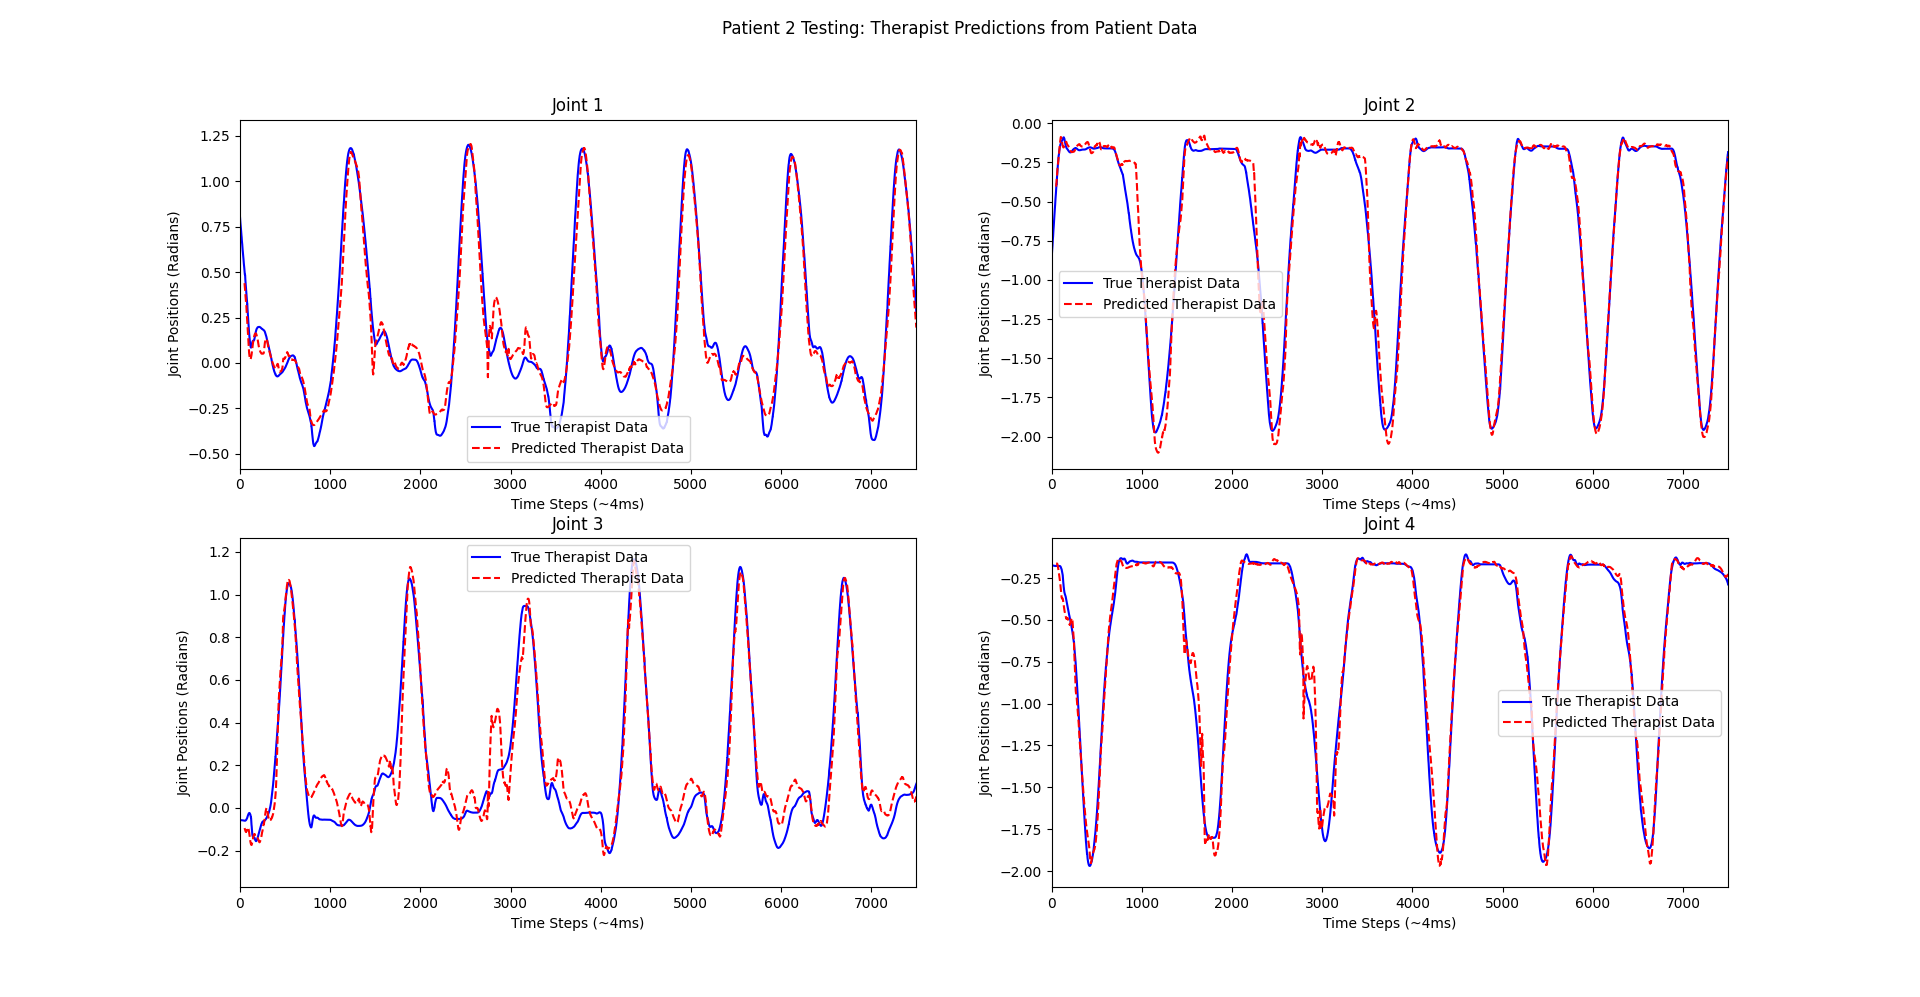 Patient 2 Testing: Therapist Predictions from Patient Data
Joint 1
Joint Positions (Radians)
1.25
1.00
0.75
0.50
0.25
0.00
−0.25
−0.50
True Therapist Data
Predicted Therapist Data
0 1000 2000 3000 4000 5000 6000 7000
Time Steps (~4ms)
Joint 2
Joint Positions (Radians)
0.00
−0.25
−0.50
−0.75
−1.00
−1.25
−1.50
−1.75
−2.00
True Therapist Data
Predicted Therapist Data
0 1000 2000 3000 4000 5000 6000 7000
Time Steps (~4ms)
Joint 3
Joint Positions (Radians)
1.2
1.0
0.8
0.6
0.4
0.2
0.0
−0.2
True Therapist Data
Predicted Therapist Data
0 1000 2000 3000 4000 5000 6000 7000
Time Steps (~4ms)
Joint 4
Joint Positions (Radians)
−0.25
−0.50
−0.75
−1.00
−1.25
−1.50
−1.75
−2.00
True Therapist Data
Predicted Therapist Data
0 1000 2000 3000 4000 5000 6000 7000
Time Steps (~4ms)